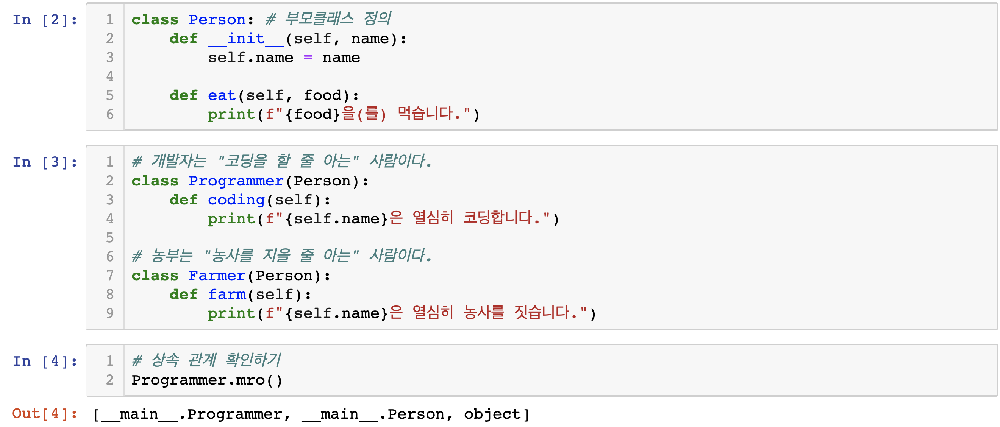 In [2]:
1 class Person: # 부모클래스 정의
2     def __init__(self, name):
3         self.name = name
4
5     def eat(self, food):
6         print(f"{food}을(를) 먹습니다.")
In [3]:
1 # 개발자는 "코딩을 할 줄 아는" 사람이다.
2 class Programmer(Person):
3     def coding(self):
4         print(f"{self.name}은 열심히 코딩합니다.")
5
6 # 농부는 "농사를 지을 줄 아는" 사람이다.
7 class Farmer(Person):
8     def farm(self):
9         print(f"{self.name}은 열심히 농사를 짓습니다.")
In [4]:
1 # 상속 관계 확인하기
2 Programmer.mro()
Out[4]: [__main__.Programmer, __main__.Person, object]